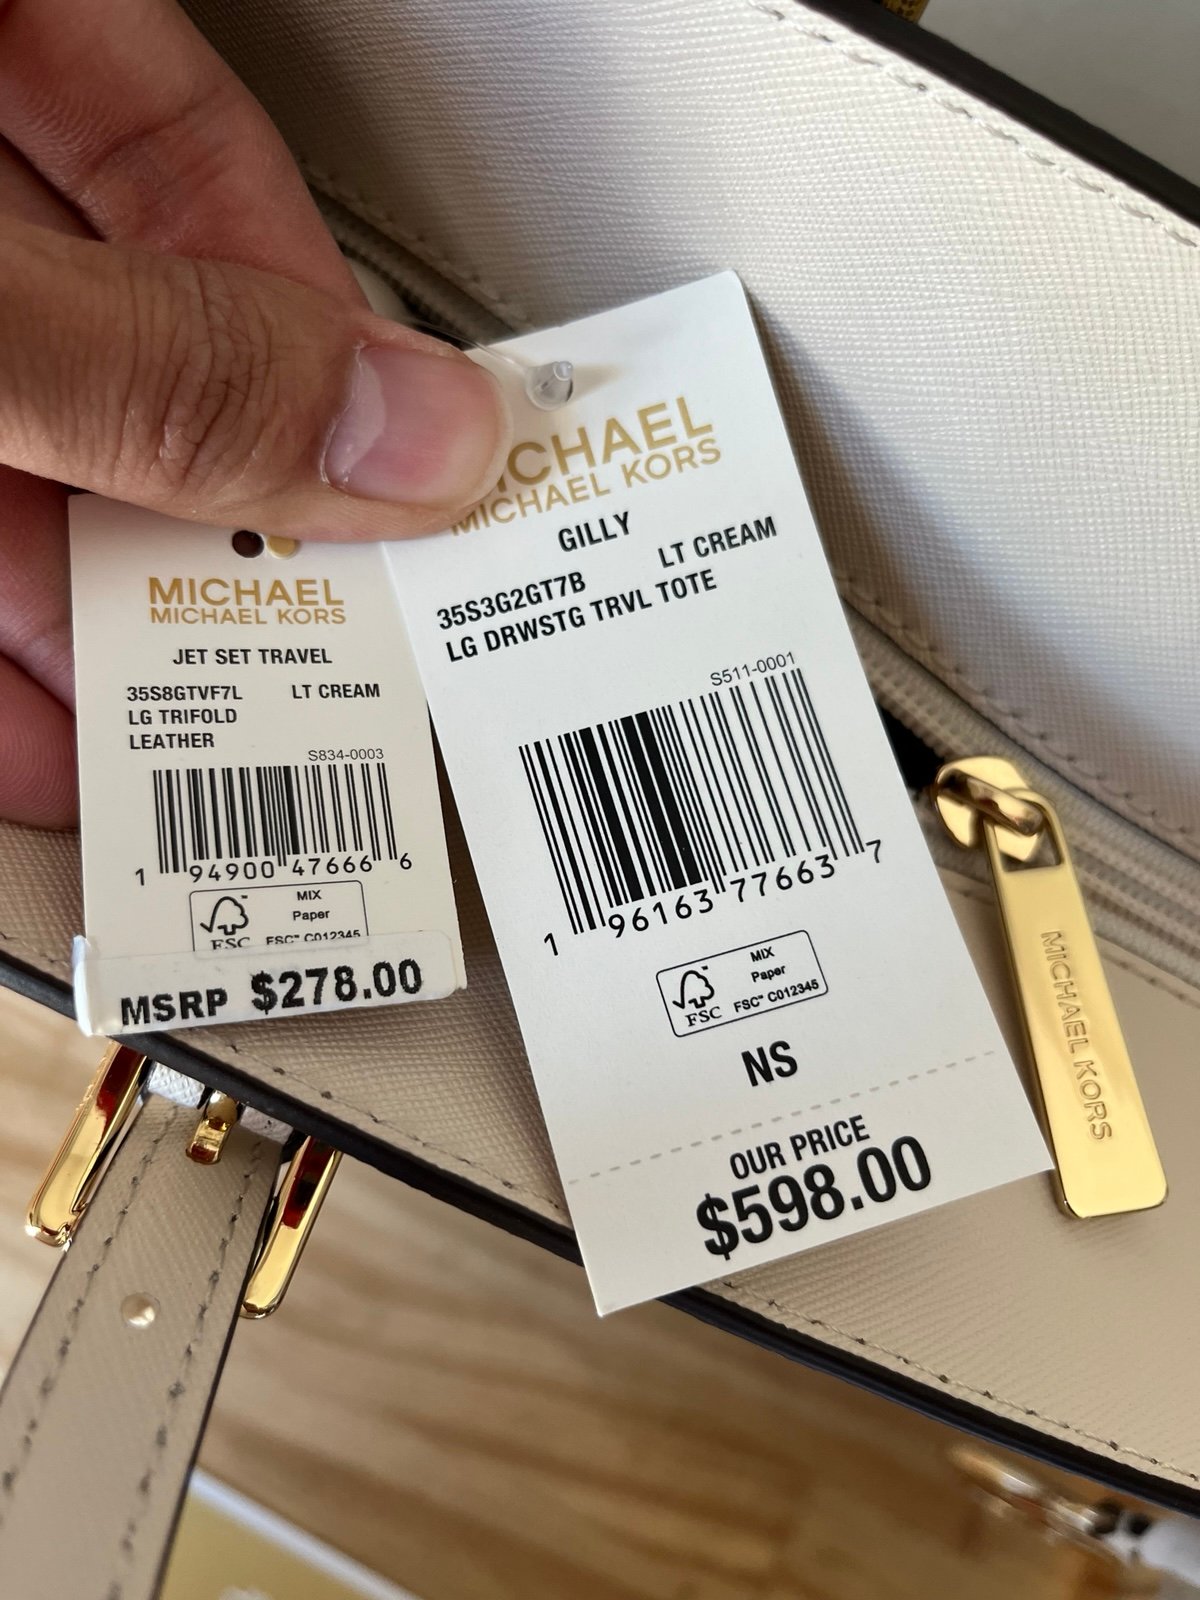 MICHAEL
MICHAEL KORS
JET SET TRAVEL
35S8GTVF7L LT CREAM
LG TRIFOLD
LEATHER
S834-0003
1 94900 47666 6
FSC
MIX
Paper
FSC™ C012345
MSRP $278.00
MICHAEL
MICHAEL KORS
GILLY
35S3G2GT7B LT CREAM
LG DRWSTG TRVL TOTE
S511-0001
1 96163 77663 7
FSC
MIX
Paper
FSC™ C012345
NS
OUR PRICE
$598.00
MICHAEL KORS